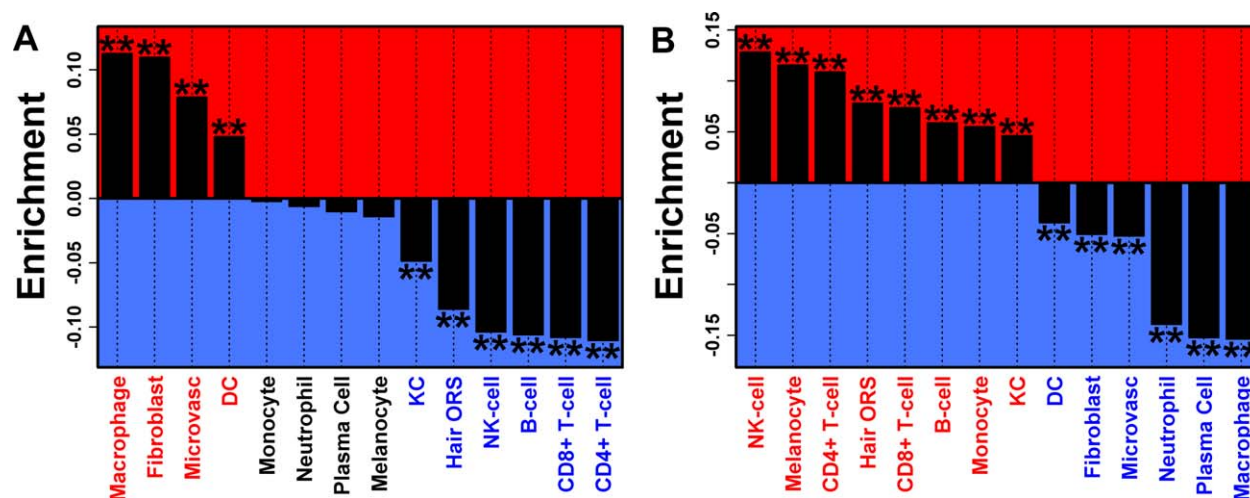 A
Enrichment
0.10
0.05
0.00
-0.05
-0.10
**
**
**
**
**
**
**
**
**
**
Macrophage
Fibroblast
Microvasc
DC
Monocyte
Neutrophil
Plasma Cell
Melanocyte
KC
Hair ORS
NK-cell
B-cell
CD8+ T-cell
CD4+ T-cell
B
Enrichment
0.15
0.05
-0.05
-0.15
**
**
**
**
**
**
**
**
**
**
**
**
**
**
NK-cell
Melanocyte
CD4+ T-cell
Hair ORS
CD8+ T-cell
B-cell
Monocyte
KC
DC
Fibroblast
Microvasc
Neutrophil
Plasma Cell
Macrophage